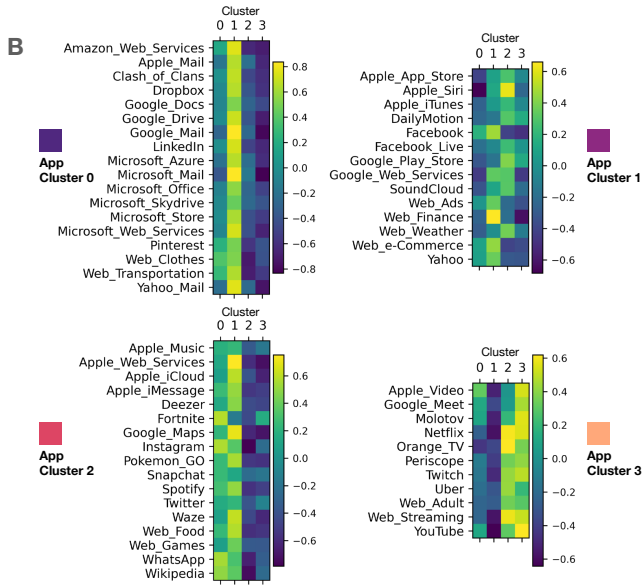 B
Cluster
0 1 2 3
Amazon_Web_Services
Apple_Mail
Clash_of_Clans
Dropbox
Google_Docs
Google_Drive
Google_Mail
LinkedIn
Microsoft_Azure
Microsoft_Mail
Microsoft_Office
Microsoft_Skydrive
Microsoft_Store
Microsoft_Web_Services
Pinterest
Web_Clothes
Web_Transportation
Yahoo_Mail
0.8
0.6
0.4
0.2
0.0
−0.2
−0.4
−0.6
−0.8
App
Cluster 0
Cluster
0 1 2 3
Apple_App_Store
Apple_Siri
Apple_iTunes
DailyMotion
Facebook
Facebook_Live
Google_Play_Store
Google_Web_Services
SoundCloud
Web_Ads
Web_Finance
Web_Weather
Web_e-Commerce
Yahoo
0.6
0.4
0.2
0.0
−0.2
−0.4
−0.6
App
Cluster 1
Cluster
0 1 2 3
Apple_Music
Apple_Web_Services
Apple_iCloud
Apple_iMessage
Deezer
Fortnite
Google_Maps
Instagram
Pokemon_GO
Snapchat
Spotify
Twitter
Waze
Web_Food
Web_Games
WhatsApp
Wikipedia
0.6
0.4
0.2
0.0
−0.2
−0.4
−0.6
App
Cluster 2
Cluster
0 1 2 3
Apple_Video
Google_Meet
Molotov
Netflix
Orange_TV
Periscope
Twitch
Uber
Web_Adult
Web_Streaming
YouTube
0.6
0.4
0.2
0.0
−0.2
−0.4
−0.6
App
Cluster 3